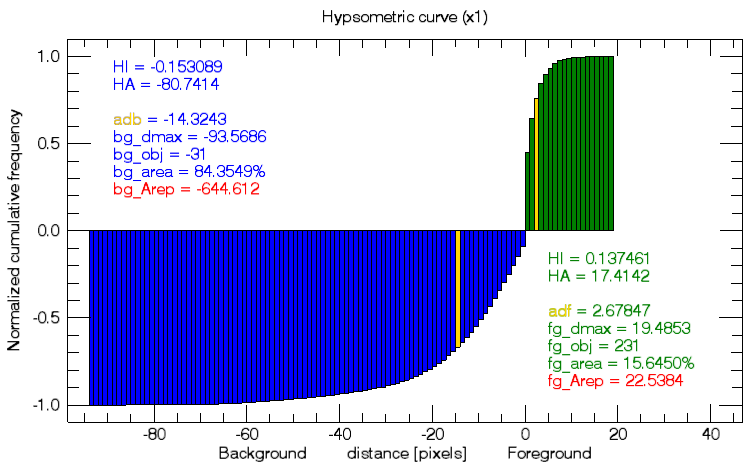 Hypsometric curve (x1)
Normalized cumulative frequency
1.0
0.5
0.0
-0.5
-1.0
HI = -0.153089
HA = -80.7414
adb = -14.3243
bg_dmax = -93.5686
bg_obj = -31
bg_area = 84.3549%
bg_Arep = -644.612
HI = 0.137461
HA = 17.4142
adf = 2.67847
fg_dmax = 19.4853
fg_obj = 231
fg_area = 15.6450%
fg_Arep = 22.5384
-80 -60 -40 -20 0 20 40
Background distance [pixels] Foreground